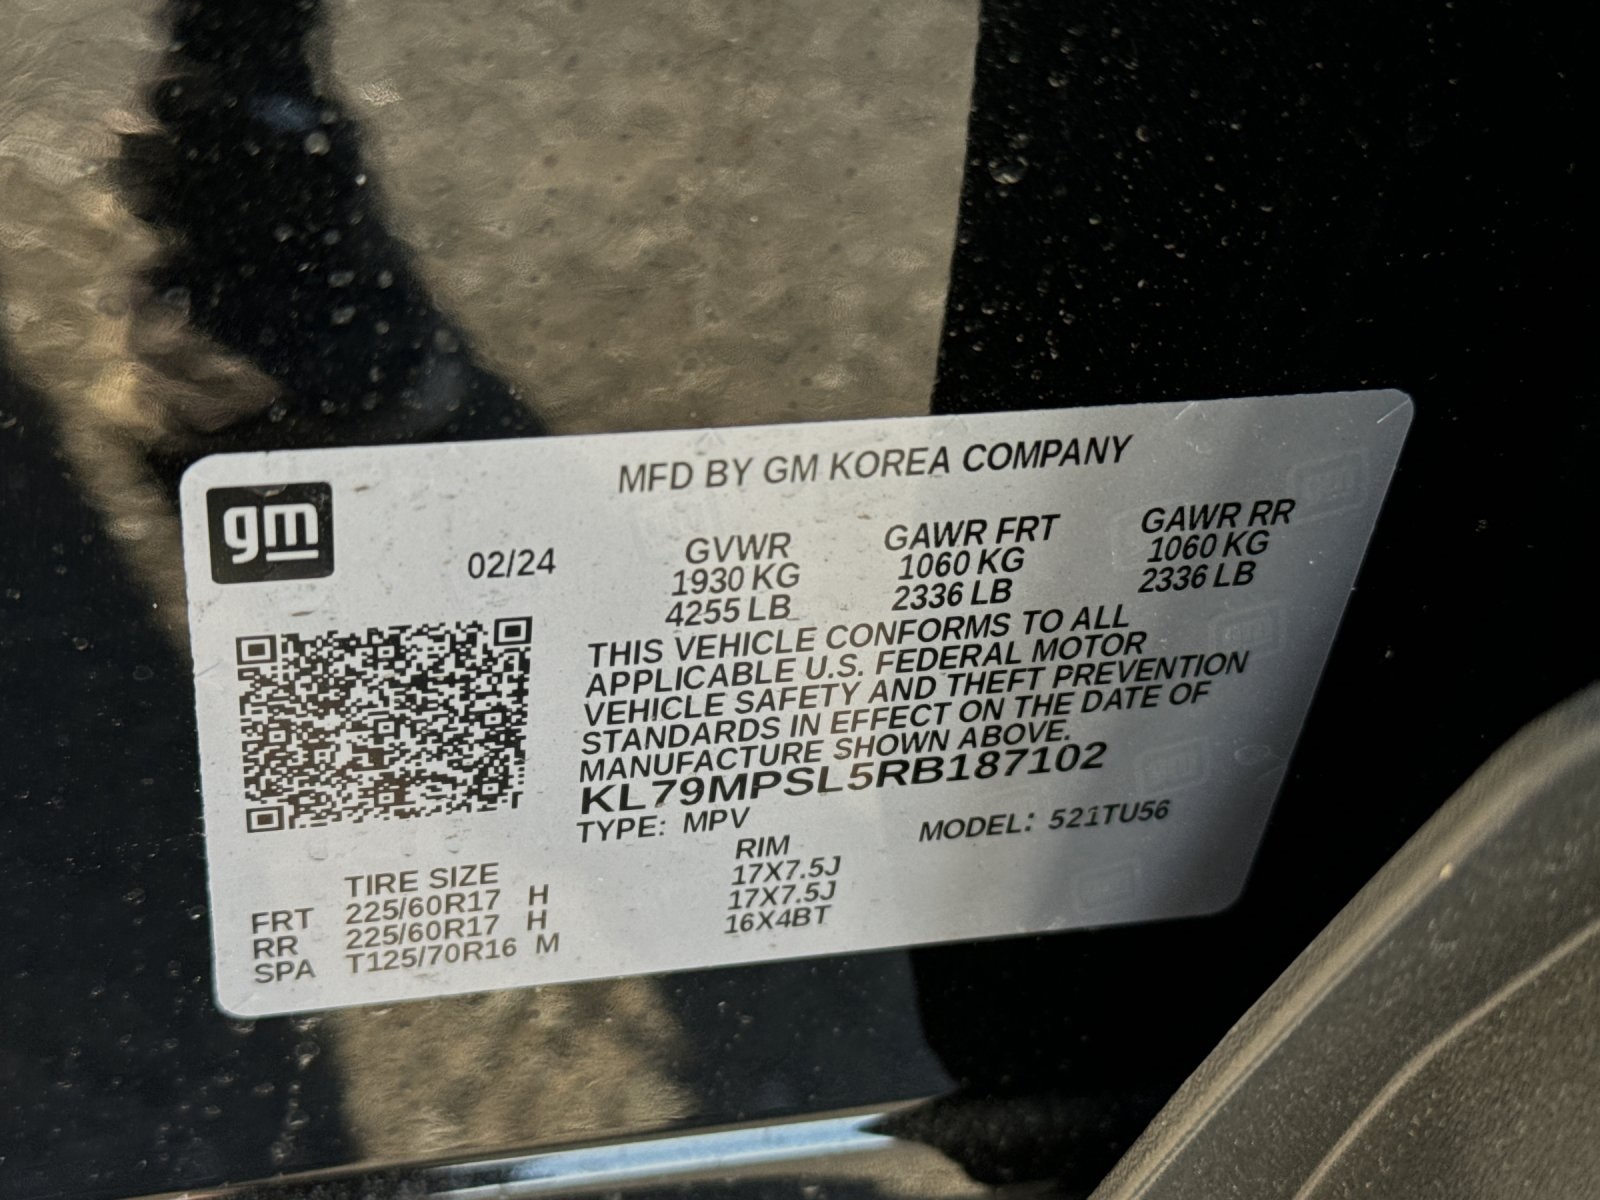 MFD BY GM KOREA COMPANY
gm
02/24
GVWR GAWR FRT GAWR RR
1930 KG 1060 KG 1060 KG
4255 LB 2336 LB 2336 LB
THIS VEHICLE CONFORMS TO ALL
APPLICABLE U.S. FEDERAL MOTOR
VEHICLE SAFETY AND THEFT PREVENTION
STANDARDS IN EFFECT ON THE DATE OF
MANUFACTURE SHOWN ABOVE.
KL79MPSL5RB187102
TYPE: MPV MODEL: 521TU56
TIRE SIZE RIM
FRT 225/60R17 H 17X7.5J
RR 225/60R17 H 17X7.5J
SPA T125/70R16 M 16X4BT